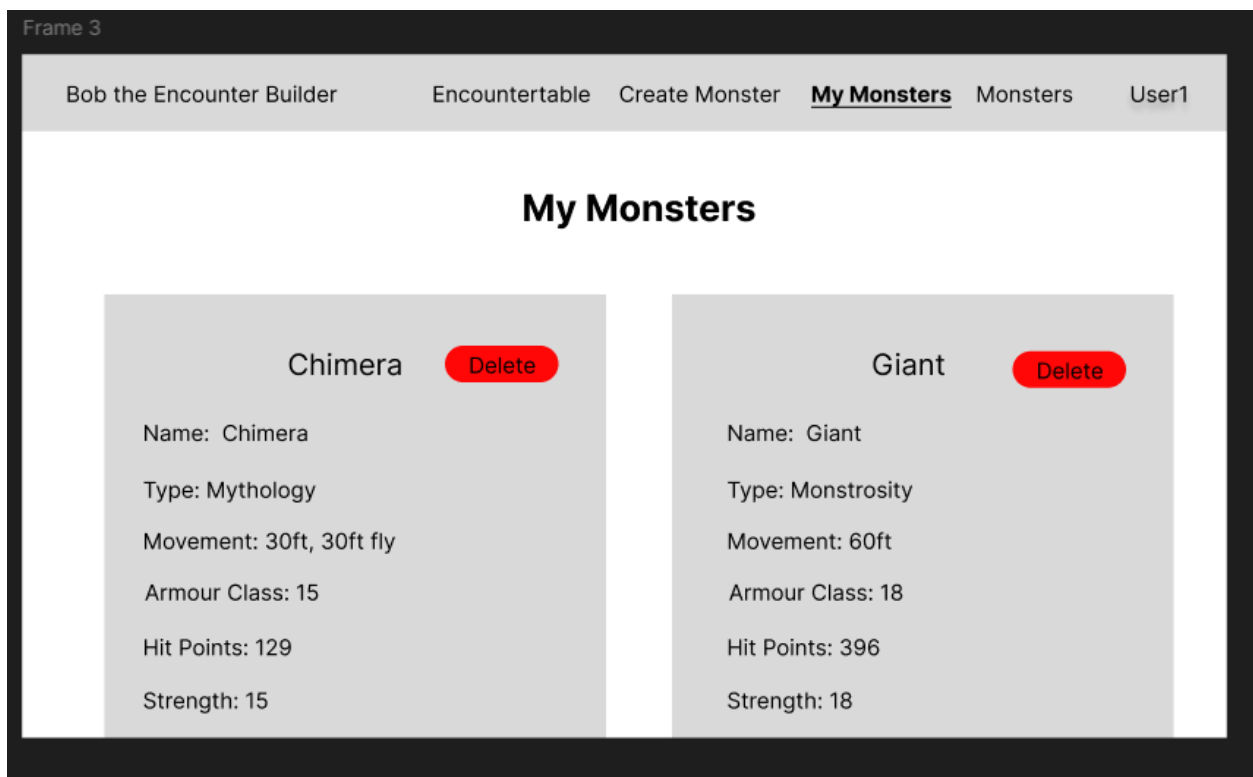 Frame 3
Bob the Encounter Builder Encountertable Create Monster My Monsters Monsters User1
My Monsters
Chimera Delete
Name: Chimera
Type: Mythology
Movement: 30ft, 30ft fly
Armour Class: 15
Hit Points: 129
Strength: 15
Giant Delete
Name: Giant
Type: Monstrosity
Movement: 60ft
Armour Class: 18
Hit Points: 396
Strength: 18